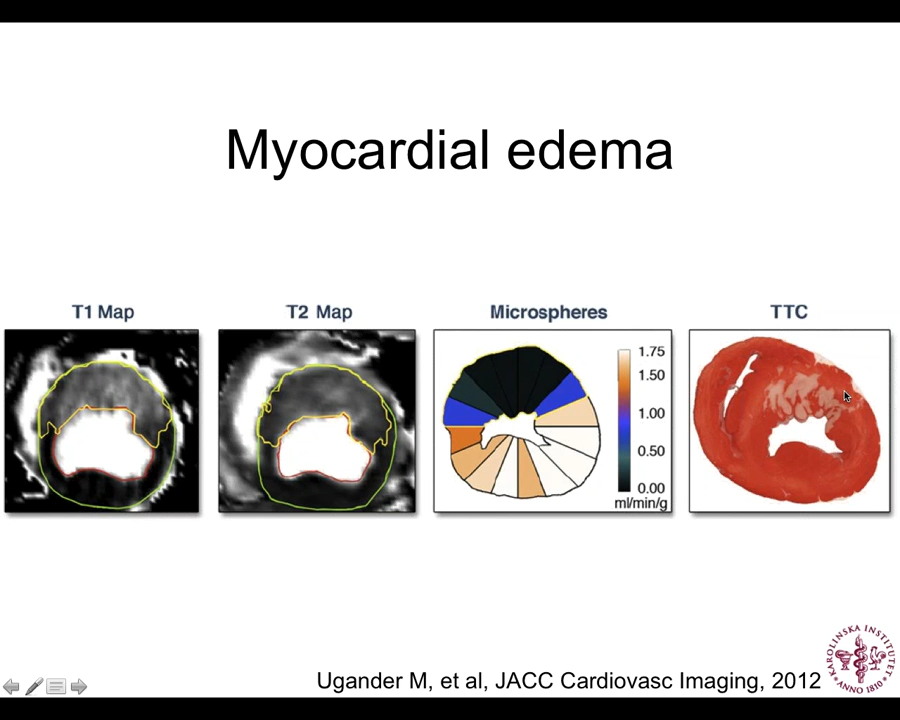 Myocardial edema
T1 Map
T2 Map
Microspheres
TTC
1.75
1.50
1.00
0.50
0.00
ml/min/g
KAROLINSKA INSTITUTET
ANNO 1810
Ugander M, et al, JACC Cardiovasc Imaging, 2012